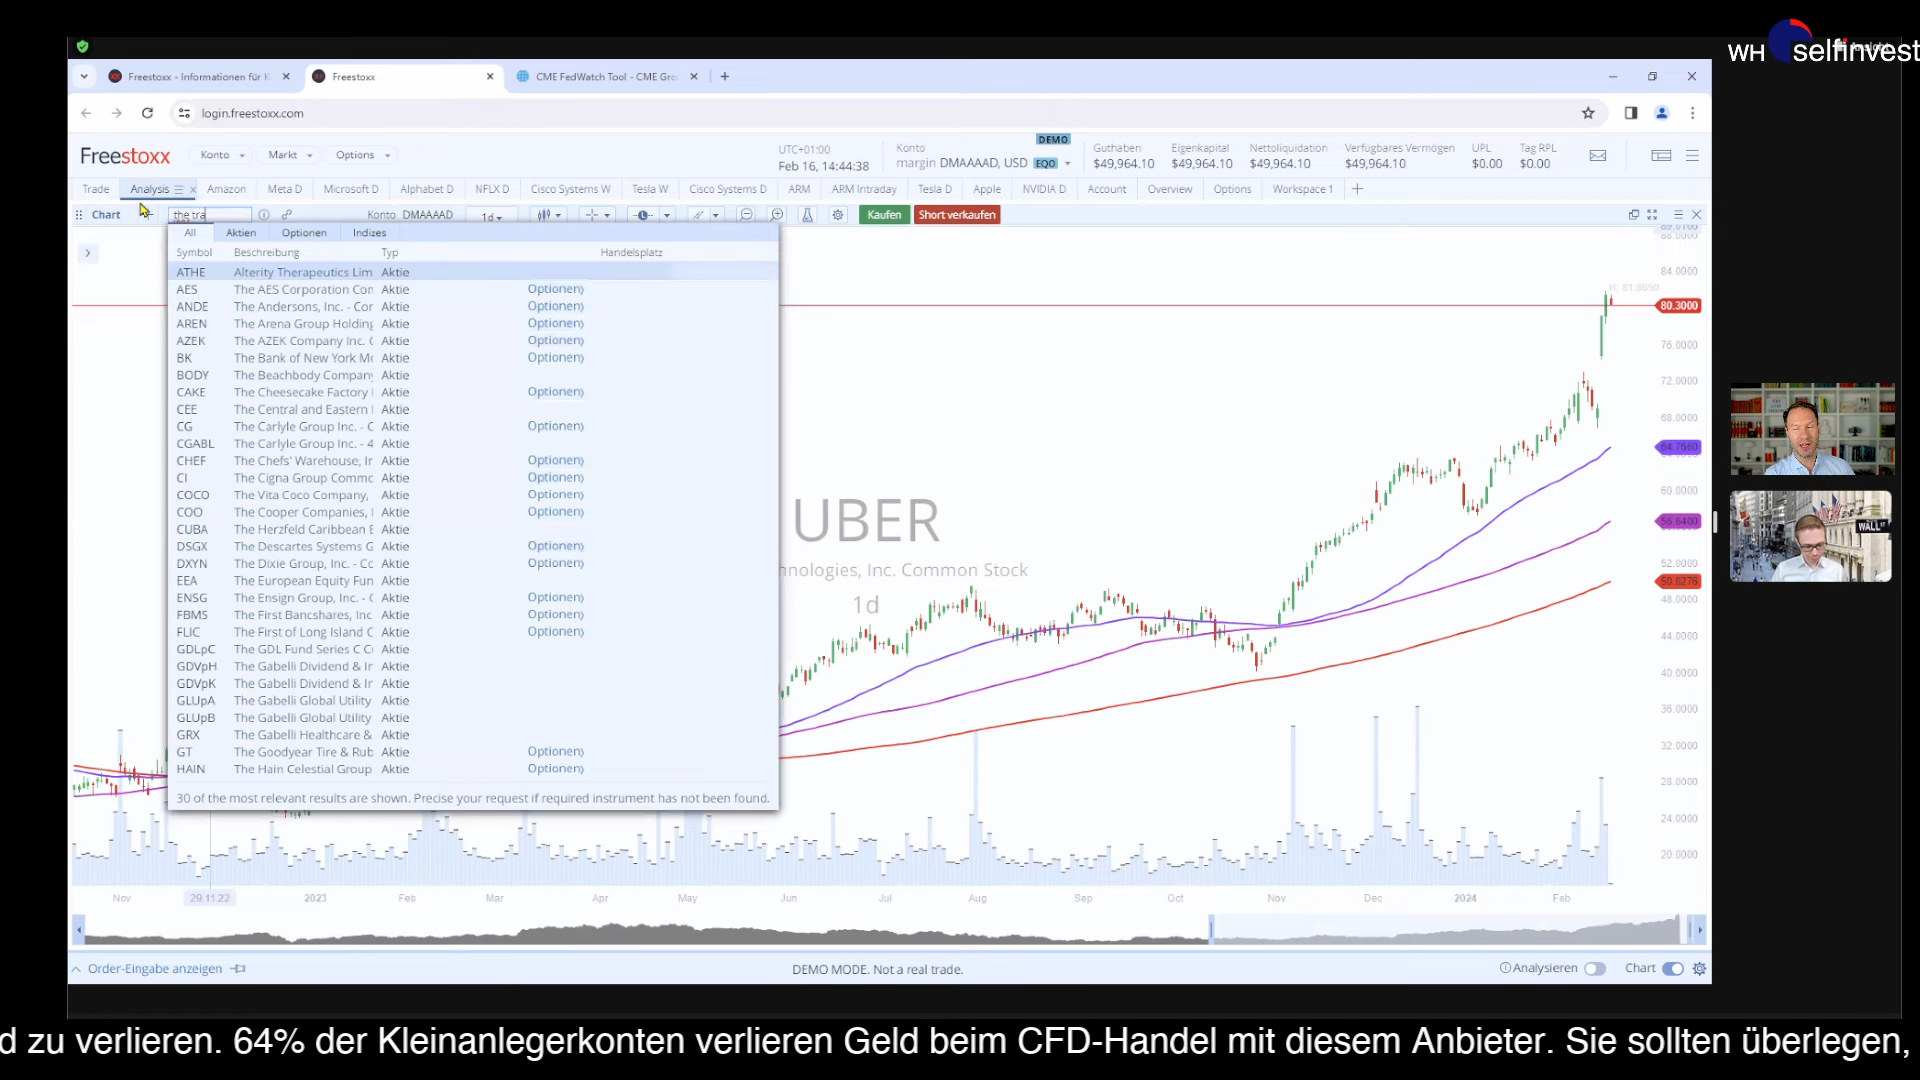 WH selfinvest
Freestoxx - Informationen für K
Freestoxx
CME FedWatch Tool - CME Gro
login.freestoxx.com
Freestoxx
Konto
Markt
Options
UTC+01:00
Feb 16, 14:44:38
DEMO
Konto
margin DMAAAAD, USD EQ0
Guthaben
$49,964.10
Eigenkapital
$49,964.10
Nettoliquidation
$49,964.10
Verfügbares Vermögen
$49,964.10
UPL
$0.00
Tag RPL
$0.00
Trade Analysis Amazon Meta D Microsoft D Alphabet D NFLX D Cisco Systems W Tesla W Cisco Systems D ARM ARM Intraday Tesla D Apple NVIDIA D Account Overview Options Workspace 1
Chart the tra Konto DMAAAAD 1d Kaufen Short verkaufen
All Aktien Optionen Indizes
Symbol Beschreibung Typ Handelsplatz
ATHE Alterity Therapeutics Lim Aktie
AES The AES Corporation Con Aktie Optionen
ANDE The Andersons, Inc. - Cor Aktie Optionen
AREN The Arena Group Holding Aktie Optionen
AZEK The AZEK Company Inc. C Aktie Optionen
BK The Bank of New York Me Aktie Optionen
BODY The Beachbody Company Aktie
CAKE The Cheesecake Factory I Aktie Optionen
CEE The Central and Eastern I Aktie
CG The Carlyle Group Inc. - C Aktie Optionen
CGABL The Carlyle Group Inc. - 4 Aktie
CHEF The Chefs' Warehouse, Ir Aktie Optionen
CI The Cigna Group Commc Aktie Optionen
COCO The Vita Coco Company, Aktie Optionen
COO The Cooper Companies, I Aktie Optionen
CUBA The Herzfeld Caribbean E Aktie
DSGX The Descartes Systems G Aktie Optionen
DXYN The Dixie Group, Inc. - Cc Aktie Optionen
EEA The European Equity Fun Aktie
ENSG The Ensign Group, Inc. - C Aktie Optionen
FBMS The First Bancshares, Inc Aktie Optionen
FLIC The First of Long Island C Aktie Optionen
GDLpC The GDL Fund Series C C Aktie
GDVpH The Gabelli Dividend & In Aktie
GDVpK The Gabelli Dividend & In Aktie
GLUpA The Gabelli Global Utility Aktie
GLUpB The Gabelli Global Utility Aktie
GRX The Gabelli Healthcare & Aktie
GT The Goodyear Tire & Rub Aktie Optionen
HAIN The Hain Celestial Group Aktie Optionen
30 of the most relevant results are shown. Precise your request if required instrument has not been found.
UBER
nologies, Inc. Common Stock
1d
H: 81.8650
84.0000
80.3000
76.0000
72.0000
68.0000
64.7660
60.0000
56.6400
52.0000
50.0276
48.0000
44.0000
40.0000
36.0000
32.0000
28.0000
24.0000
20.0000
Nov 29.11.22 2023 Feb Mar Apr May Jun Jul Aug Sep Oct Nov Dec 2024 Feb
Order-Eingabe anzeigen
DEMO MODE. Not a real trade.
Analysieren
Chart
WALL
d zu verlieren. 64% der Kleinanlegerkonten verlieren Geld beim CFD-Handel mit diesem Anbieter. Sie sollten überlegen,